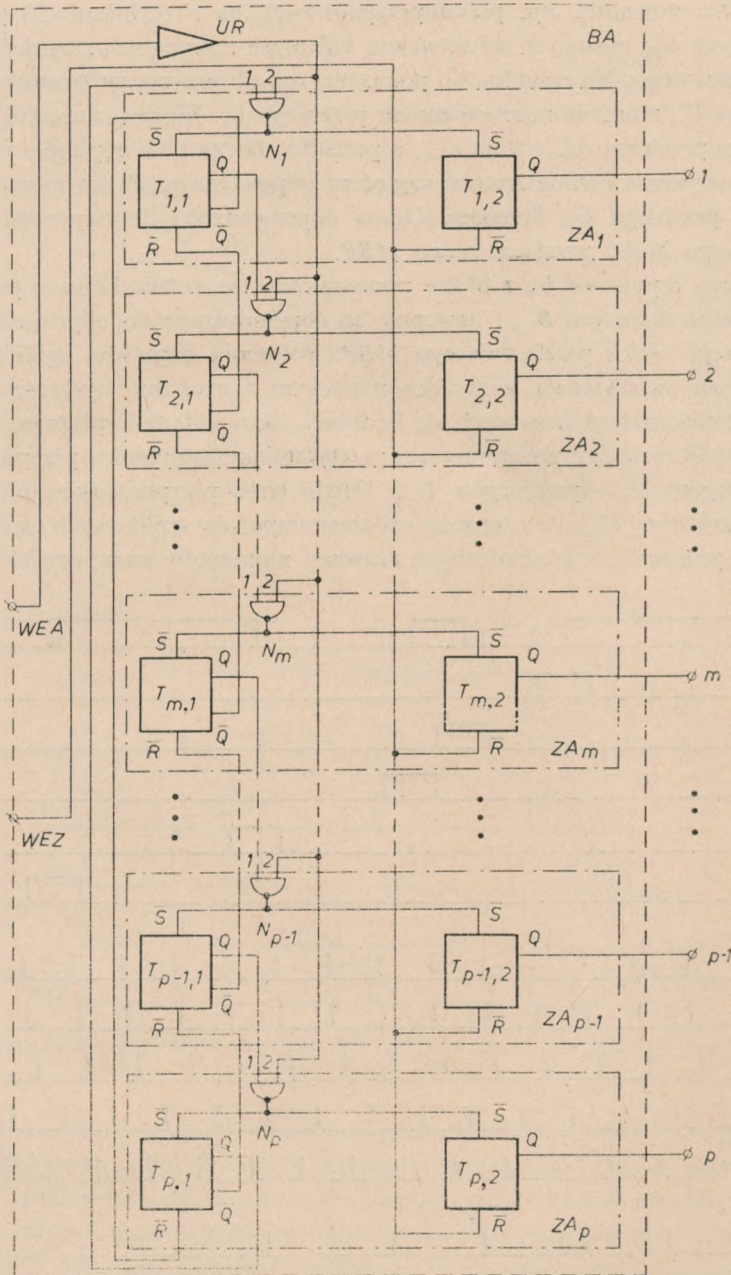 UR
BA
1 2
S̅ N₁ S̅
Q Q 1
T₁,₁ T₁,₂
R̅ Q̅ R̅ ZA₁
1 2
S̅ N₂ S̅
Q Q 2
T₂,₁ T₂,₂
R̅ Q̅ R̅ ZA₂
1 2
WEA
S̅ Nₘ S̅
Q Q m
Tₘ,₁ Tₘ,₂
R̅ Q̅ R̅ ZAₘ
WEZ
1 2
S Nₚ₋₁ S̅
Q Q p-1
Tₚ₋₁,₁ Tₚ₋₁,₂
R̅ Q̅ R̅ ZAₚ₋₁
1 2
S̅ Nₚ S̅
Q Q p
Tₚ,₁ Tₚ,₂
R̅ Q̅ R̅ ZAₚ